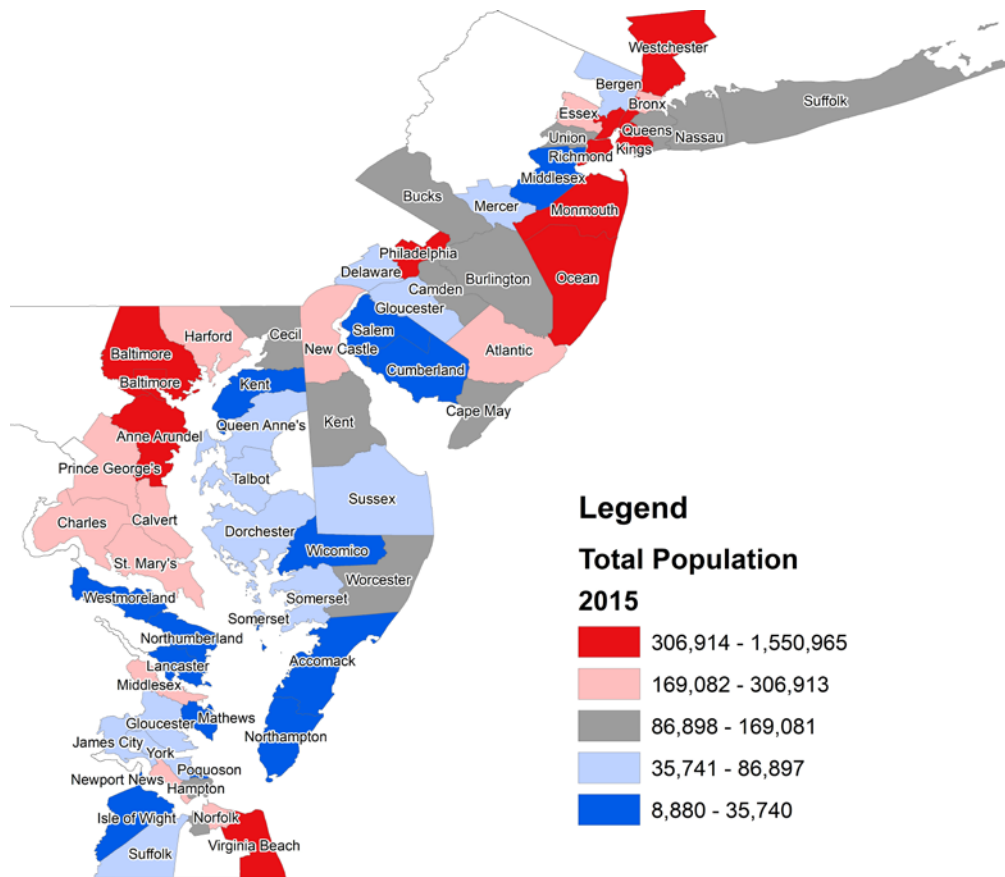 Westchester
Bergen
Suffolk
Bronx
Essex
Queens
Union
Nassau
Kings
Richmond
Middlesex
Bucks
Mercer
Monmouth
Philadelphia
Delaware
Ocean
Burlington
Camden
Gloucester
Salem
Harford
Cecil
New Castle
Atlantic
Baltimore
Cumberland
Baltimore
Kent
Cape May
Kent
Queen Anne's
Anne Arundel
Prince George's
Talbot
Sussex
Charles
Calvert
Dorchester
Wicomico
St. Mary's
Worcester
Westmoreland
Somerset
Somerset
Northumberland
Accomack
Lancaster
Middlesex
Gloucester
Mathews
Northampton
James City
York
Poquoson
Newport News
Hampton
Isle of Wight
Norfolk
Virginia Beach
Suffolk
Legend
Total Population
2015
306,914 - 1,550,965
169,082 - 306,913
86,898 - 169,081
35,741 - 86,897
8,880 - 35,740